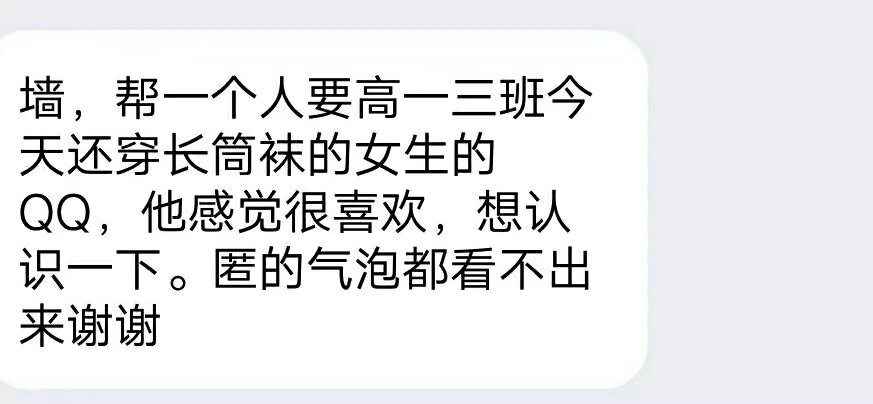 墙，帮一个人要高一三班今
天还穿长筒袜的女生的
QQ，他感觉很喜欢，想认
识一下。匿的气泡都看不出
来谢谢